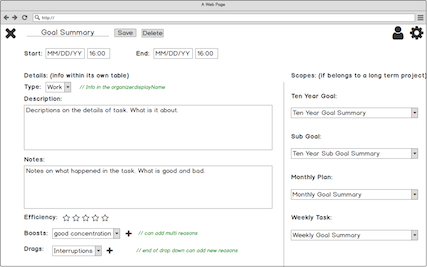 A Web Page
http://
Goal Summary
Save
Delete
Start:
MM/DD/YY
16:00
End:
MM/DD/YY
16:00
Details: (Info within its own table)
Type:
Work
// Info in the organizer.displayName
Description:
Decriptions on the details of task. What is it about.
Notes:
Notes on what happened in the task. What is good and bad.
Efficiency:
Boosts:
good concentration
// can add multi reasons
Drags:
Interruptions
// end of drop down can add new reasons
Scopes: (if belongs to a long term project)
Ten Year Goal:
Ten Year Goal Summary
Sub Goal:
Ten Year Sub Goal Summary
Monthly Plan:
Monthly Goal Summary
Weekly Task:
Weekly Goal Summary